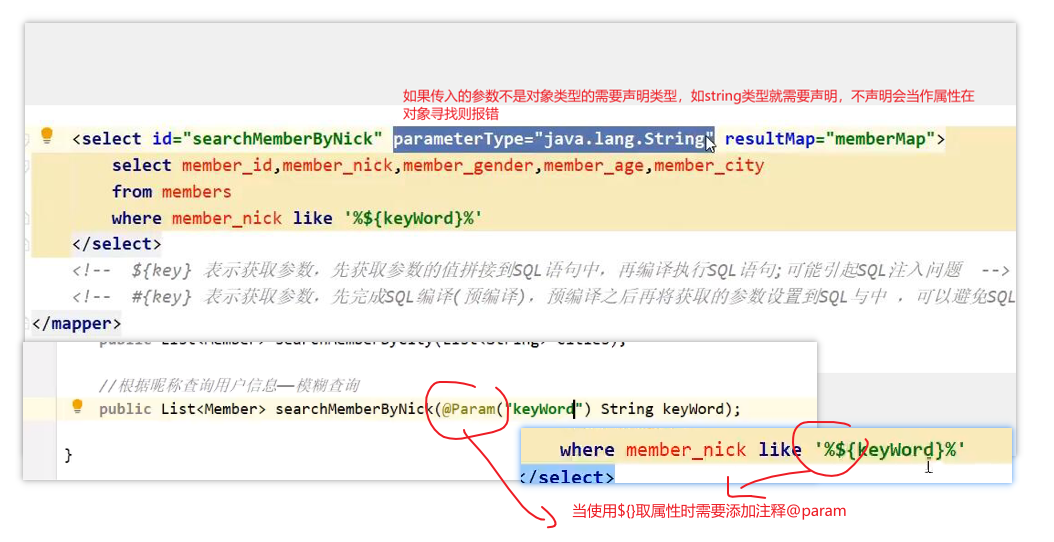 如果传入的参数不是对象类型的需要声明类型，如string类型就需要声明，不声明会当作属性在
对象寻找则报错
<select id="searchMemberByNick" parameterType="java.lang.String" resultMap="memberMap">
select member_id,member_nick,member_gender,member_age,member_city
from members
where member_nick like '%${keyWord}%'
</select>
<!-- ${key} 表示获取参数，先获取参数的值拼接到SQL语句中，再编译执行SQL语句;可能引起SQL注入问题 -->
<!-- #{key} 表示获取参数，先完成SQL编译(预编译)，预编译之后再将获取的参数设置到SQL与中 ，可以避免SQL
</mapper>
public List<Member> searchMemberByCity(List<String> cities);
//根据昵称查询用户信息—模糊查询
public List<Member> searchMemberByNick(@Param("keyWord") String keyWord);
}
where member_nick like '%${keyWord}%'
</select>
当使用${}取属性时需要添加注释@param